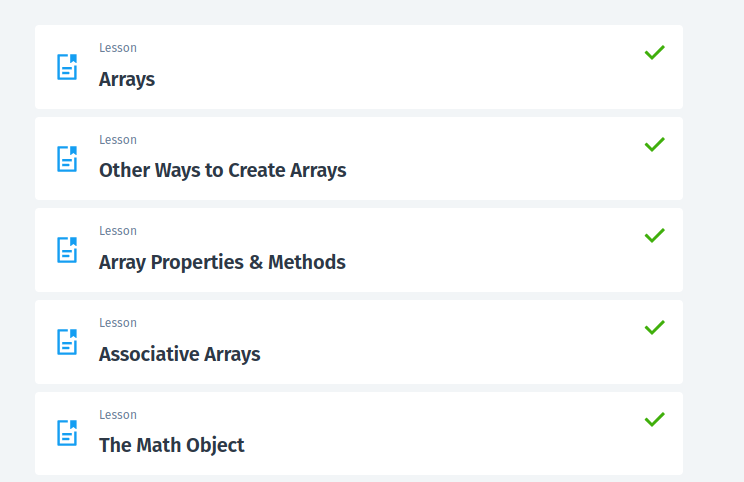 Lesson
Arrays
Lesson
Other Ways to Create Arrays
Lesson
Array Properties & Methods
Lesson
Associative Arrays
Lesson
The Math Object